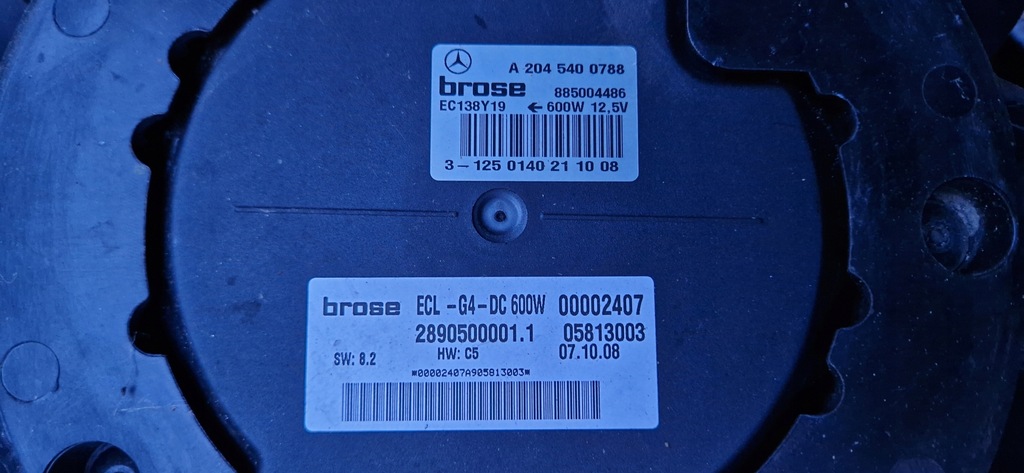 A 204 540 0788
brose 885004486
EC138Y19 ← 600W 12,5V
3-125 0140 21 10 08
brose ECL -G4-DC 600W 00002407
2890500001.1 05813003
SW: 8.2 HW: C5 07.10.08
*00002407A905813003*